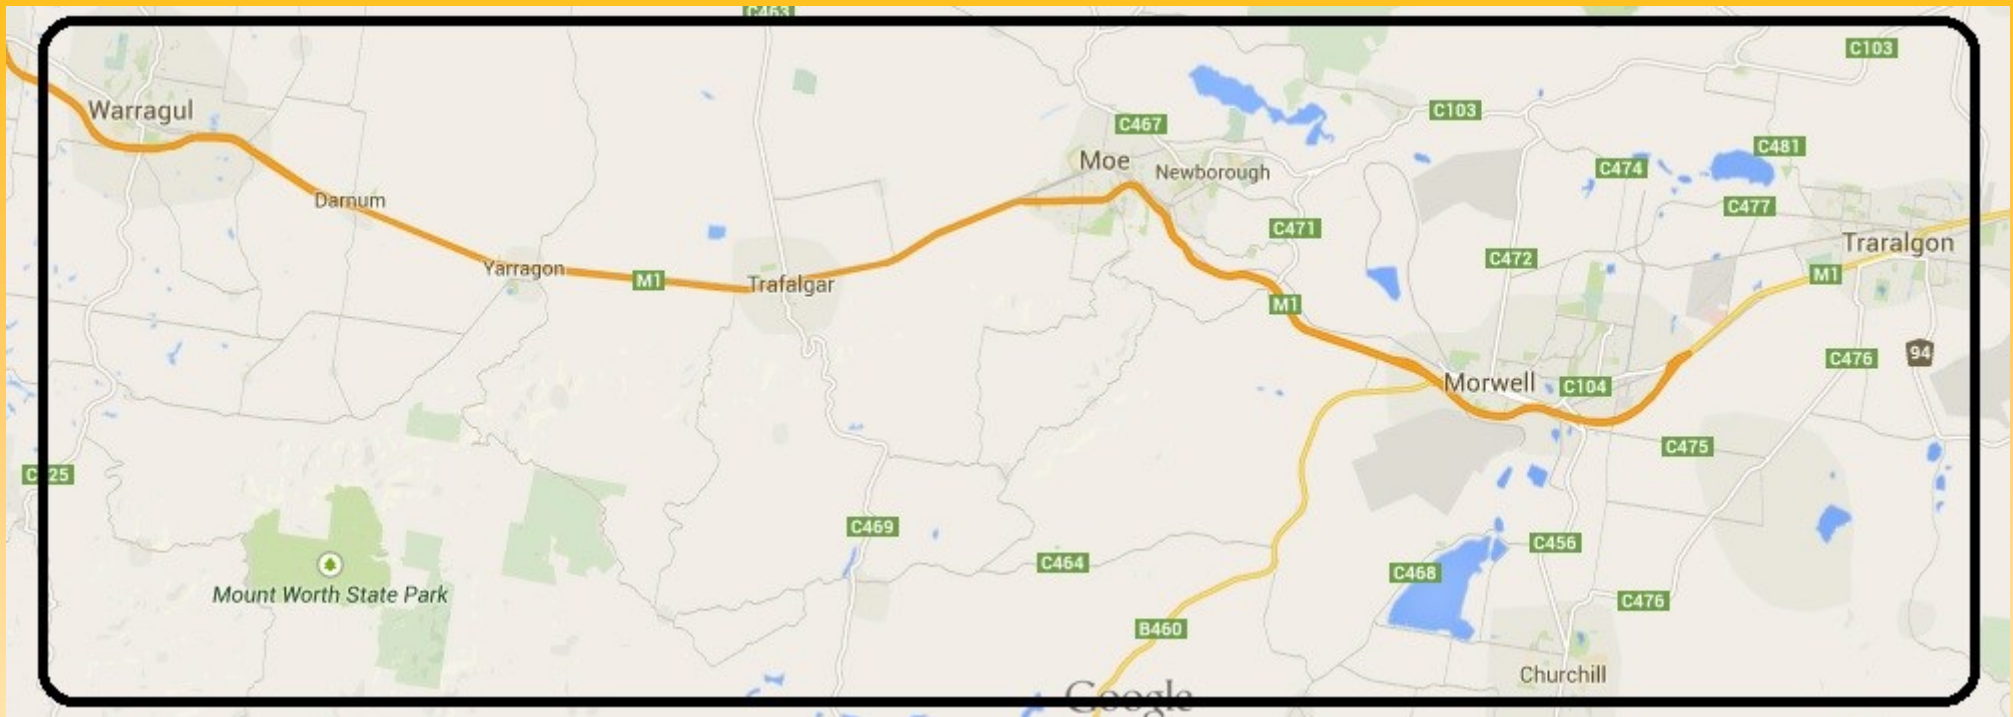 C463
C103
Warragul
C103
C467
C481
Moe
Newborough
C474
Darnum
C477
C471
Traralgon
C472
Yarragon
M1
Trafalgar
M1
M1
94
C476
Morwell
C104
C475
C469
C456
C464
C468
Mount Worth State Park
C476
B460
Churchill
Google